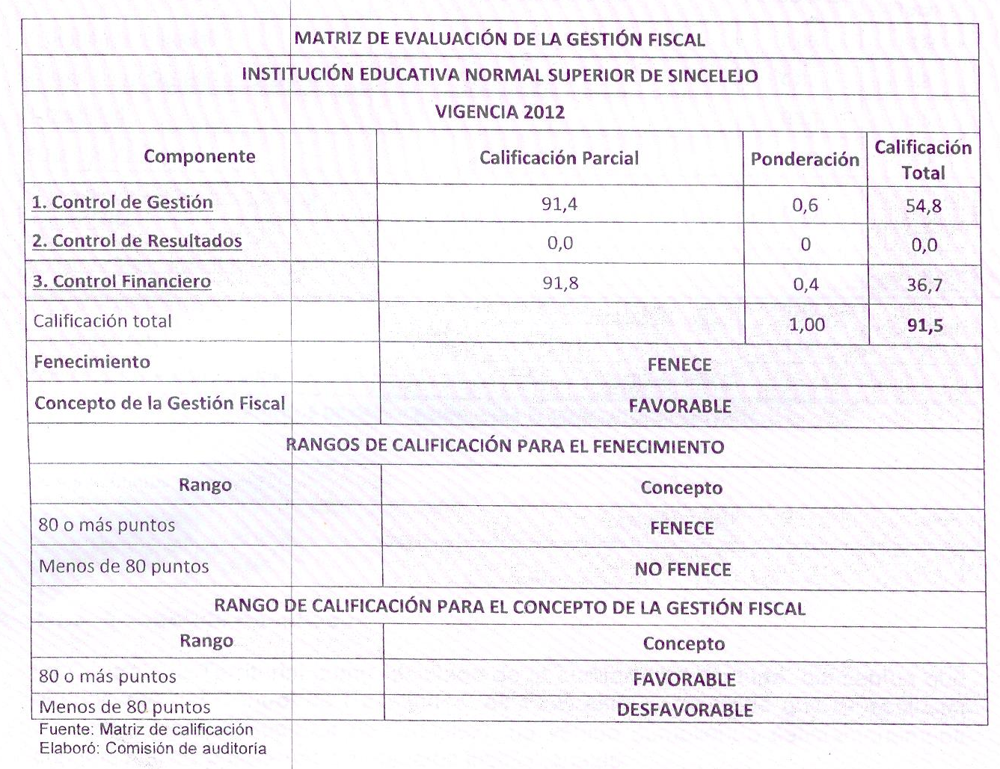 MATRIZ DE EVALUACIÓN DE LA GESTIÓN FISCAL
INSTITUCIÓN EDUCATIVA NORMAL SUPERIOR DE SINCELEJO
VIGENCIA 2012
Componente Calificación Parcial Ponderación Calificación Total
1. Control de Gestión 91,4 0,6 54,8
2. Control de Resultados 0,0 0 0,0
3. Control Financiero 91,8 0,4 36,7
Calificación total 1,00 91,5
Fenecimiento FENECE
Concepto de la Gestión Fiscal FAVORABLE
RANGOS DE CALIFICACIÓN PARA EL FENECIMIENTO
Rango Concepto
80 o más puntos FENECE
Menos de 80 puntos NO FENECE
RANGO DE CALIFICACIÓN PARA EL CONCEPTO DE LA GESTIÓN FISCAL
Rango Concepto
80 o más puntos FAVORABLE
Menos de 80 puntos DESFAVORABLE
Fuente: Matriz de calificación
Elaboró: Comisión de auditoria